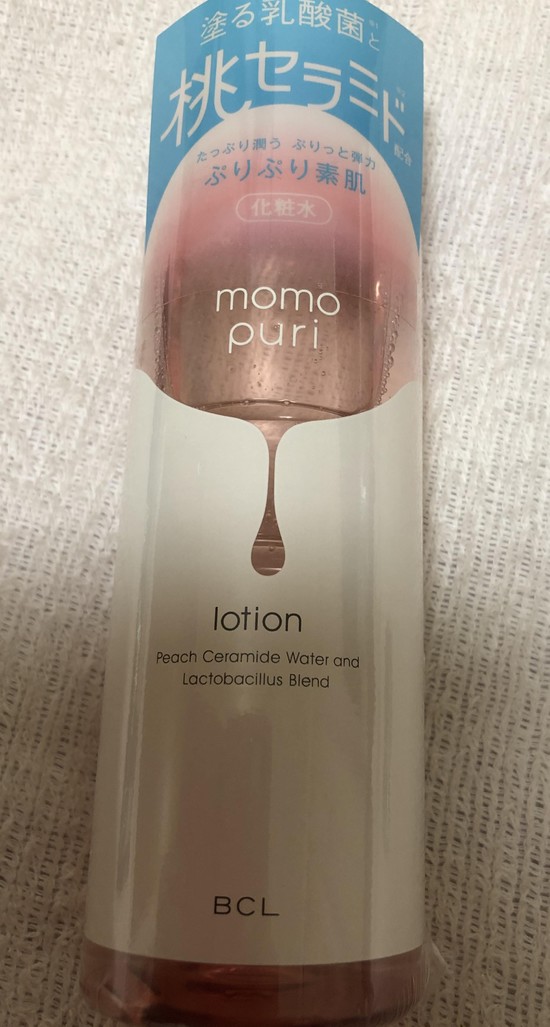 塗る乳酸菌と
桃セラミド
配合
たっぷり潤う ぷりっと弾力
ぷりぷり素肌
化粧水
momo
puri
lotion
Peach Ceramide Water and
Lactobacillus Blend
BCL